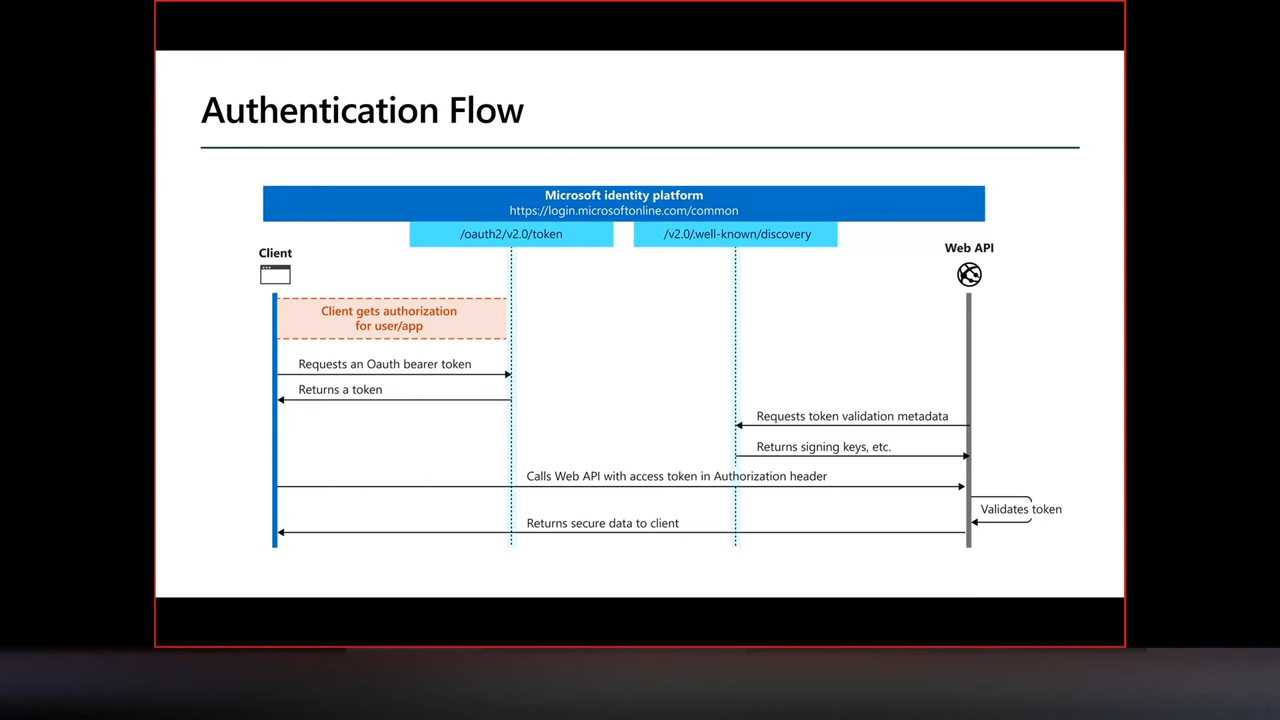 Authentication Flow
Microsoft identity platform
https://login.microsoftonline.com/common
/oauth2/v2.0/token
/v2.0/.well-known/discovery
Client
Web API
Client gets authorization
for user/app
Requests an Oauth bearer token
Returns a token
Requests token validation metadata
Returns signing keys, etc.
Calls Web API with access token in Authorization header
Validates token
Returns secure data to client